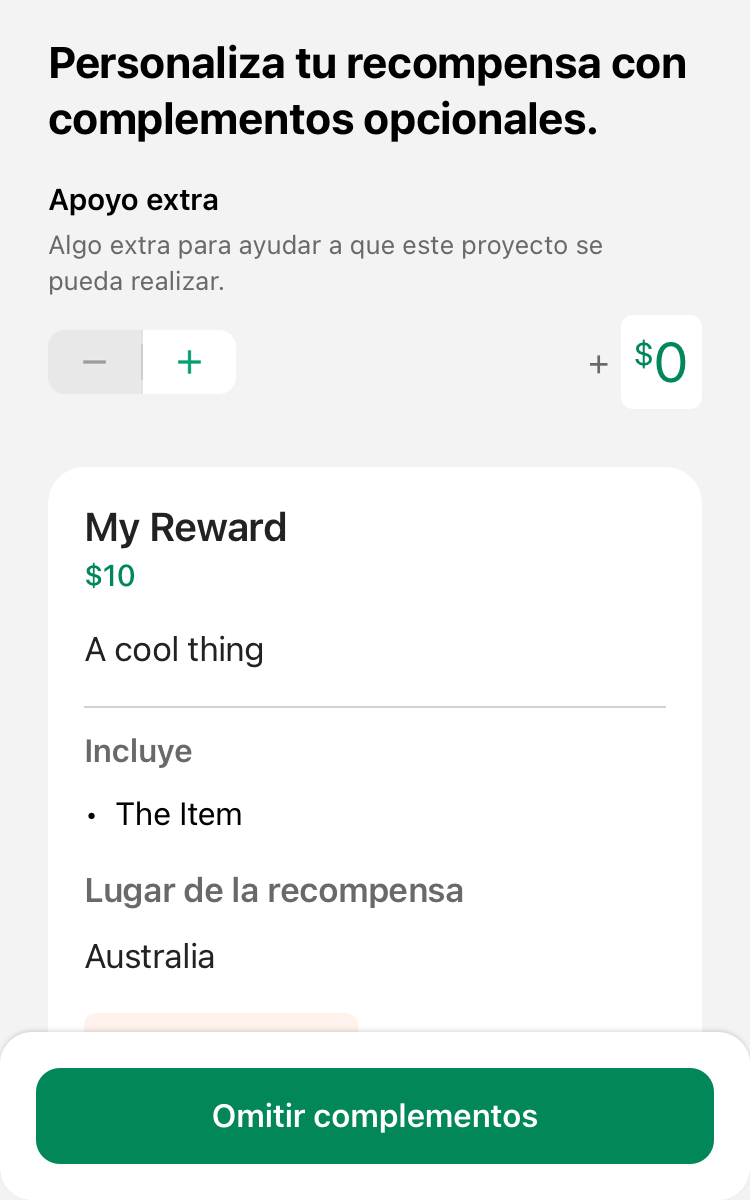 Personaliza tu recompensa con
complementos opcionales.
Apoyo extra
Algo extra para ayudar a que este proyecto se
pueda realizar.
− +
+ $0
My Reward
$10
A cool thing
Incluye
• The Item
Lugar de la recompensa
Australia
Omitir complementos